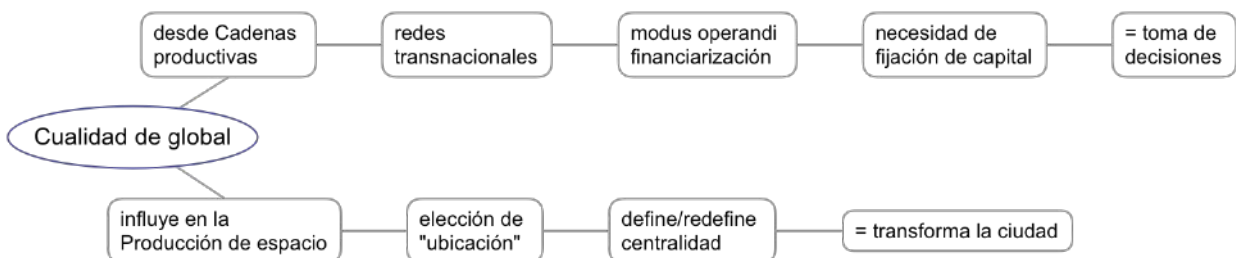 desde Cadenas
productivas
redes
transnacionales
modus operandi
financiarización
necesidad de
fijación de capital
= toma de
decisiones
Cualidad de global
influye en la
Producción de espacio
elección de
"ubicación"
define/redefine
centralidad
= transforma la ciudad